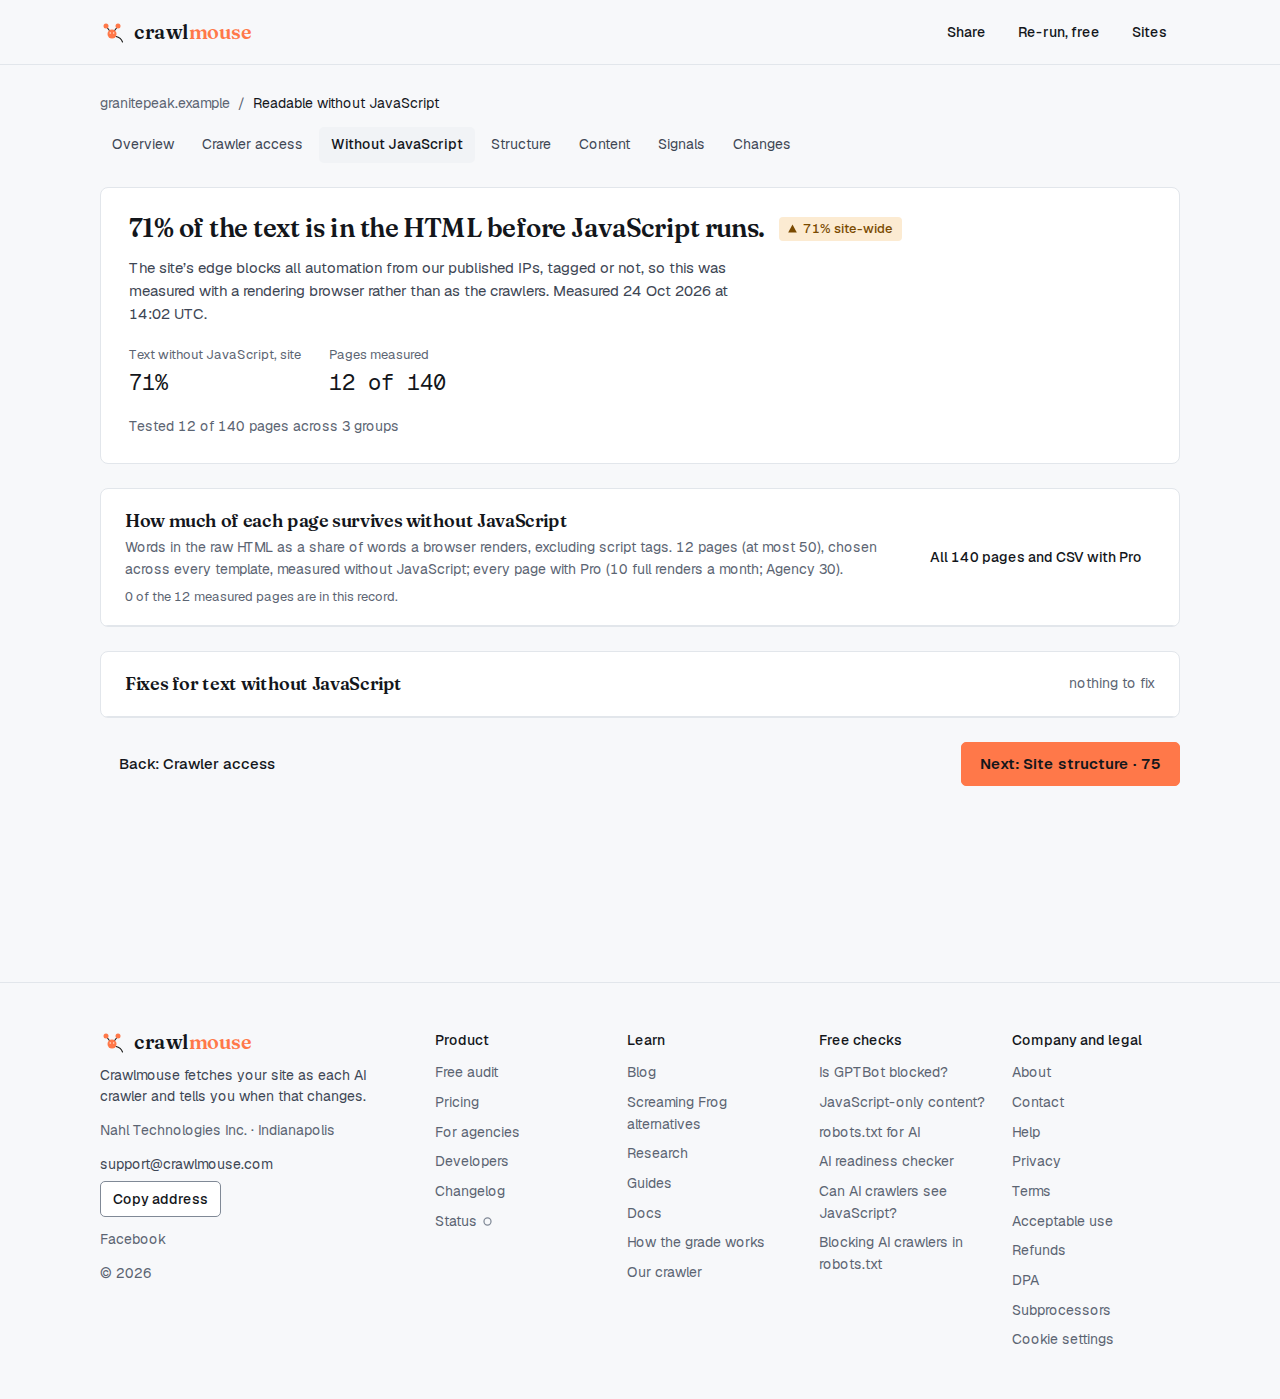 crawlmouse
Share
Re-run, free
Sites
granitepeak.example / Readable without JavaScript
Overview
Crawler access
Without JavaScript
Structure
Content
Signals
Changes
71% of the text is in the HTML before JavaScript runs.
▲ 71% site-wide
The site’s edge blocks all automation from our published IPs, tagged or not, so this was
measured with a rendering browser rather than as the crawlers. Measured 24 Oct 2026 at
14:02 UTC.
Text without JavaScript, site
71%
Pages measured
12 of 140
Tested 12 of 140 pages across 3 groups
How much of each page survives without JavaScript
Words in the raw HTML as a share of words a browser renders, excluding script tags. 12 pages (at most 50), chosen
across every template, measured without JavaScript; every page with Pro (10 full renders a month; Agency 30).
0 of the 12 measured pages are in this record.
All 140 pages and CSV with Pro
Fixes for text without JavaScript
nothing to fix
Back: Crawler access
Next: Site structure · 75
crawlmouse
Crawlmouse fetches your site as each AI
crawler and tells you when that changes.
Nahl Technologies Inc. · Indianapolis
support@crawlmouse.com
Copy address
Facebook
© 2026
Product
Free audit
Pricing
For agencies
Developers
Changelog
Status
Learn
Blog
Screaming Frog
alternatives
Research
Guides
Docs
How the grade works
Our crawler
Free checks
Is GPTBot blocked?
JavaScript-only content?
robots.txt for AI
AI readiness checker
Can AI crawlers see
JavaScript?
Blocking AI crawlers in
robots.txt
Company and legal
About
Contact
Help
Privacy
Terms
Acceptable use
Refunds
DPA
Subprocessors
Cookie settings